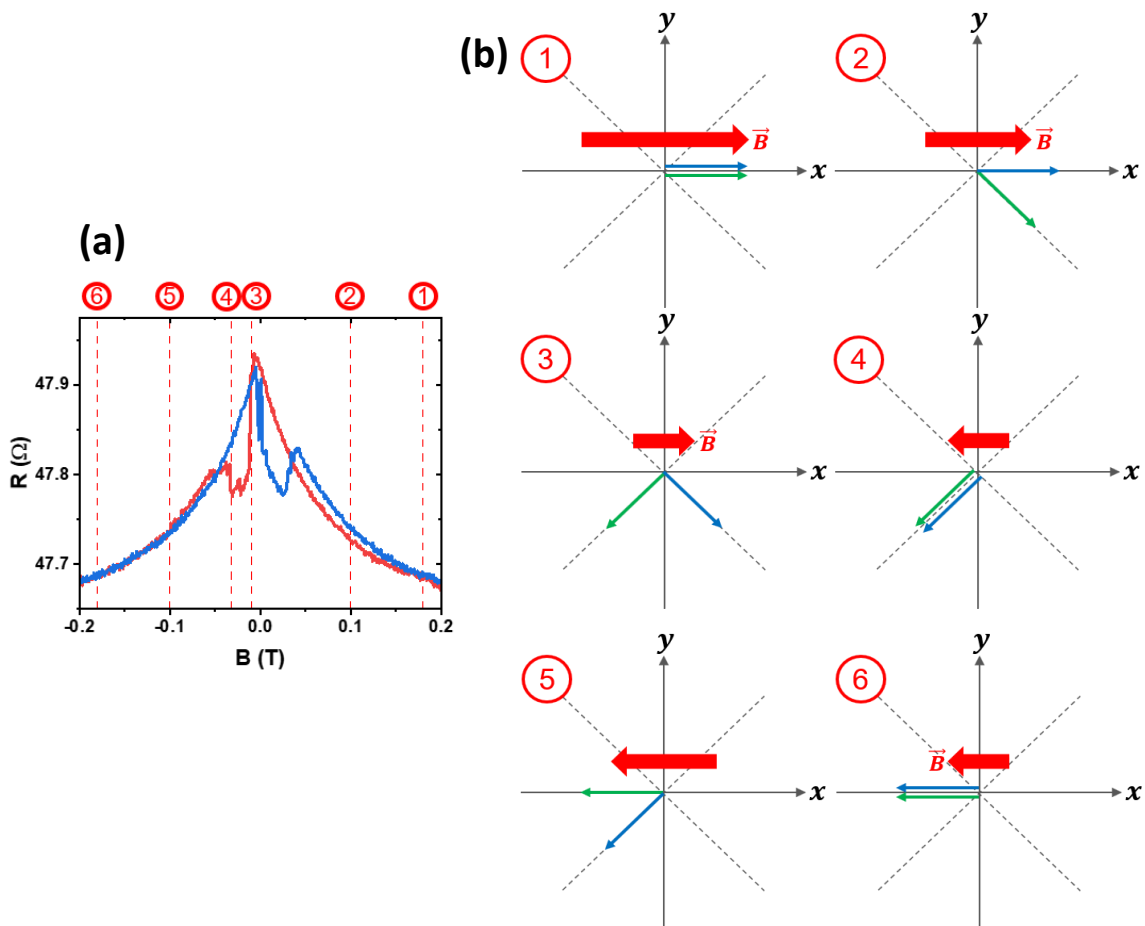 (a)
6 5 4 3 2 1
47.9
47.8
47.7
R (Ω)
-0.2 -0.1 0.0 0.1 0.2
B (T)
(b)
1
y
B⃗
x
2
y
B⃗
x
3
y
B⃗
x
4
y
x
5
y
x
6
y
B⃗
x